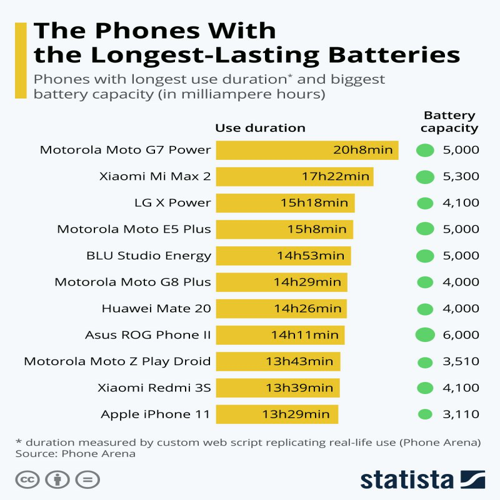 The Phones With
the Longest-Lasting Batteries
Phones with longest use duration* and biggest
battery capacity (in milliampere hours)
Use duration
Battery
capacity
Motorola Moto G7 Power 20h8min 5,000
Xiaomi Mi Max 2 17h22min 5,300
LG X Power 15h18min 4,100
Motorola Moto E5 Plus 15h8min 5,000
BLU Studio Energy 14h53min 5,000
Motorola Moto G8 Plus 14h29min 4,000
Huawei Mate 20 14h26min 4,000
Asus ROG Phone II 14h11min 6,000
Motorola Moto Z Play Droid 13h43min 3,510
Xiaomi Redmi 3S 13h39min 4,100
Apple iPhone 11 13h29min 3,110
* duration measured by custom web script replicating real-life use (Phone Arena)
Source: Phone Arena
cc
statista